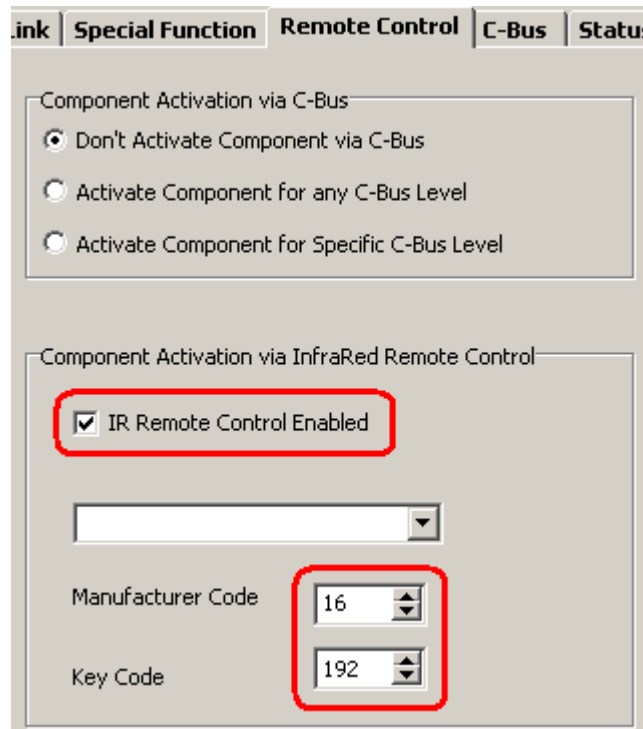 ink Special Function Remote Control C-Bus Statu
Component Activation via C-Bus
Don't Activate Component via C-Bus
Activate Component for any C-Bus Level
Activate Component for Specific C-Bus Level
Component Activation via InfraRed Remote Control
IR Remote Control Enabled
Manufacturer Code 16
Key Code 192